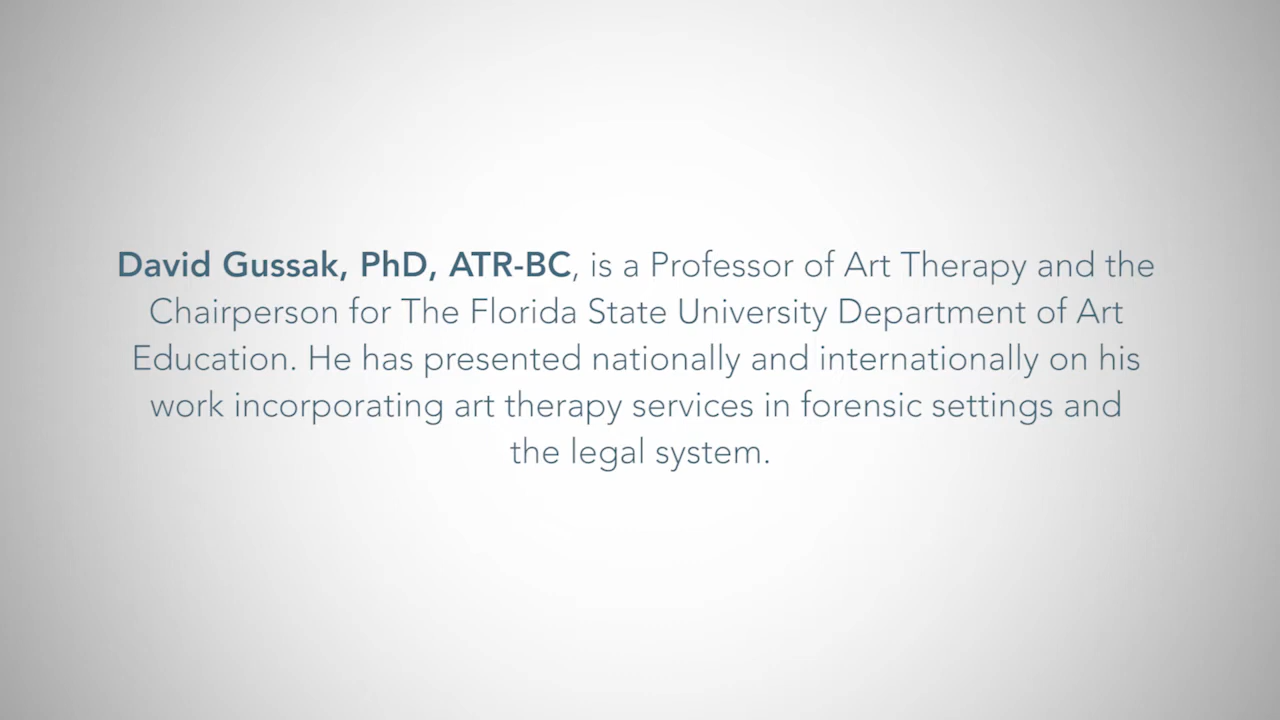 David Gussak, PhD, ATR-BC, is a Professor of Art Therapy and the
Chairperson for The Florida State University Department of Art
Education. He has presented nationally and internationally on his
work incorporating art therapy services in forensic settings and
the legal system.